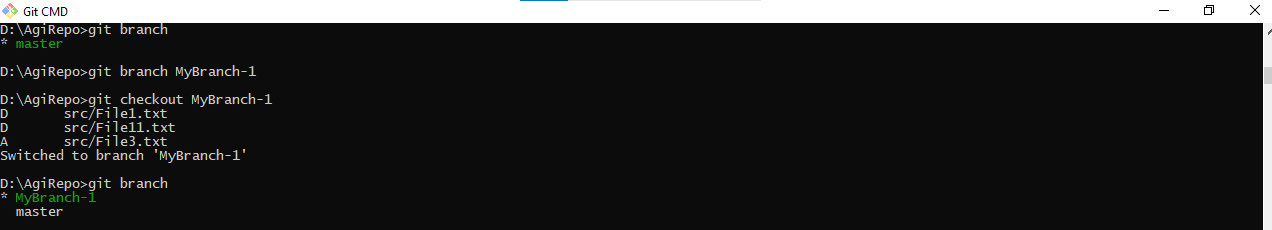 Git CMD
D:\AgiRepo>git branch
* master
D:\AgiRepo>git branch MyBranch-1
D:\AgiRepo>git checkout MyBranch-1
D       src/File1.txt
D       src/File11.txt
A       src/File3.txt
Switched to branch 'MyBranch-1'
D:\AgiRepo>git branch
* MyBranch-1
  master